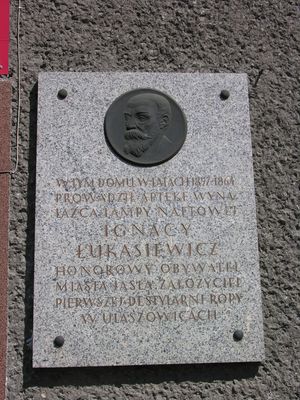 W TYM DOMU W LATACH 1857-1865
PROWADZIŁ APTEKĘ WYNA-
LAZCA LAMPY NAFTOWEJ
IGNACY
ŁUKASIEWICZ
HONOROWY OBYWATEL
MIASTA JASŁA ZAŁOŻYCIEL
PIERWSZEJ DESTYLARNI ROPY
W ULASZOWICACH